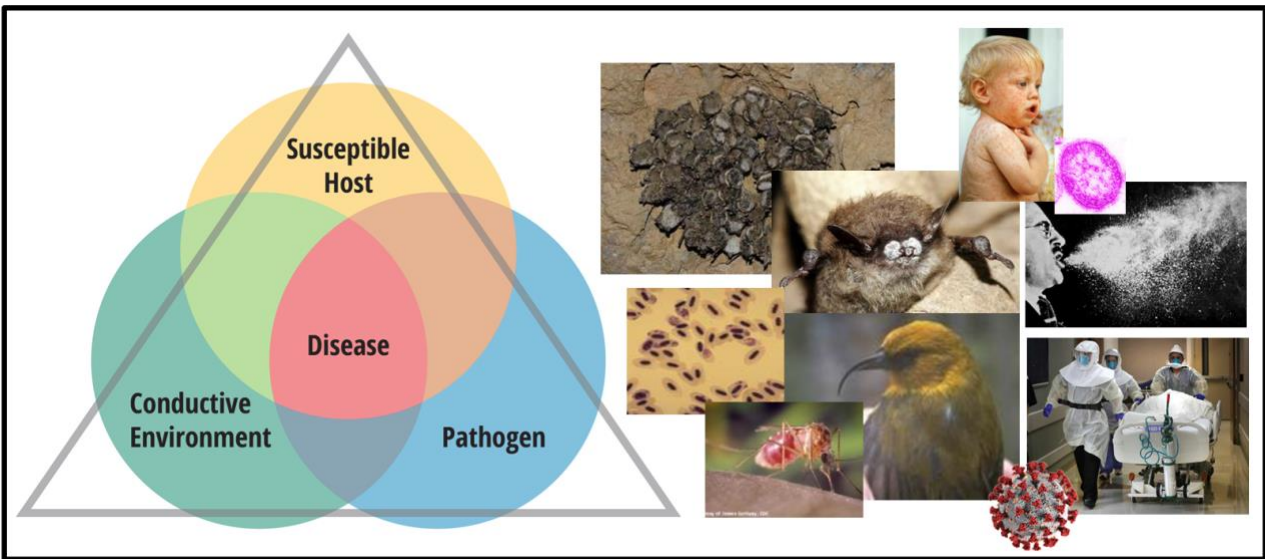 Susceptible
Host
Disease
Conductive
Environment
Pathogen